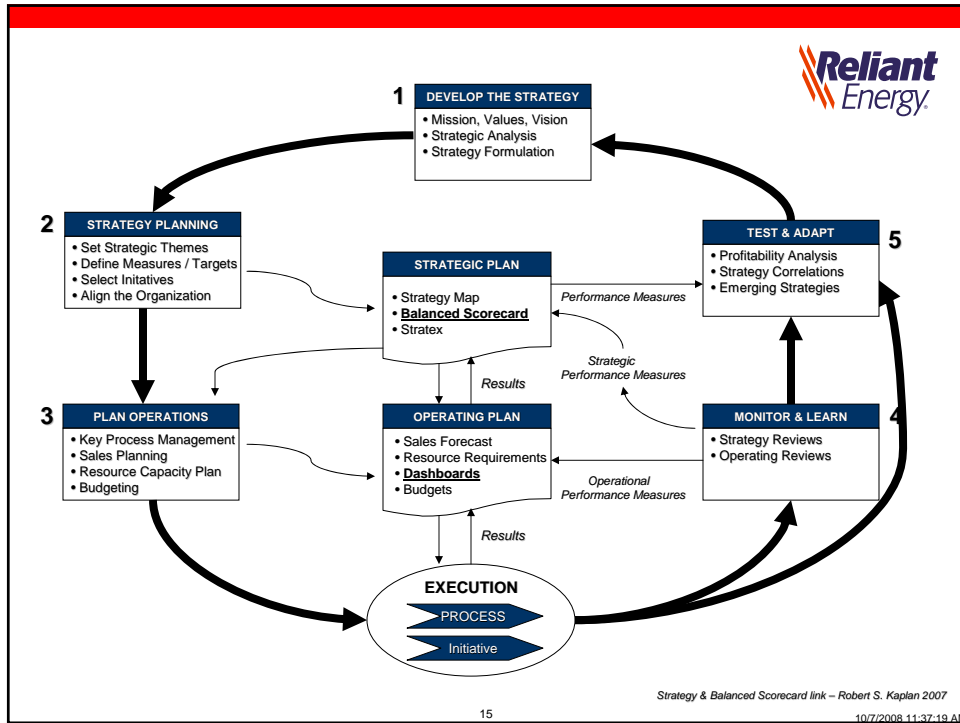 Reliant
Energy®
1
DEVELOP THE STRATEGY
• Mission, Values, Vision
• Strategic Analysis
• Strategy Formulation
2
STRATEGY PLANNING
• Set Strategic Themes
• Define Measures / Targets
• Select Initatives
• Align the Organization
STRATEGIC PLAN
• Strategy Map
• Balanced Scorecard
• Stratex
Performance Measures
TEST & ADAPT
5
• Profitability Analysis
• Strategy Correlations
• Emerging Strategies
Strategic
Performance Measures
Results
3
PLAN OPERATIONS
• Key Process Management
• Sales Planning
• Resource Capacity Plan
• Budgeting
OPERATING PLAN
• Sales Forecast
• Resource Requirements
• Dashboards
• Budgets
MONITOR & LEARN
4
• Strategy Reviews
• Operating Reviews
Operational
Performance Measures
Results
EXECUTION
PROCESS
Initiative
Strategy & Balanced Scorecard link – Robert S. Kaplan 2007
15
10/7/2008 11:37:19 AM